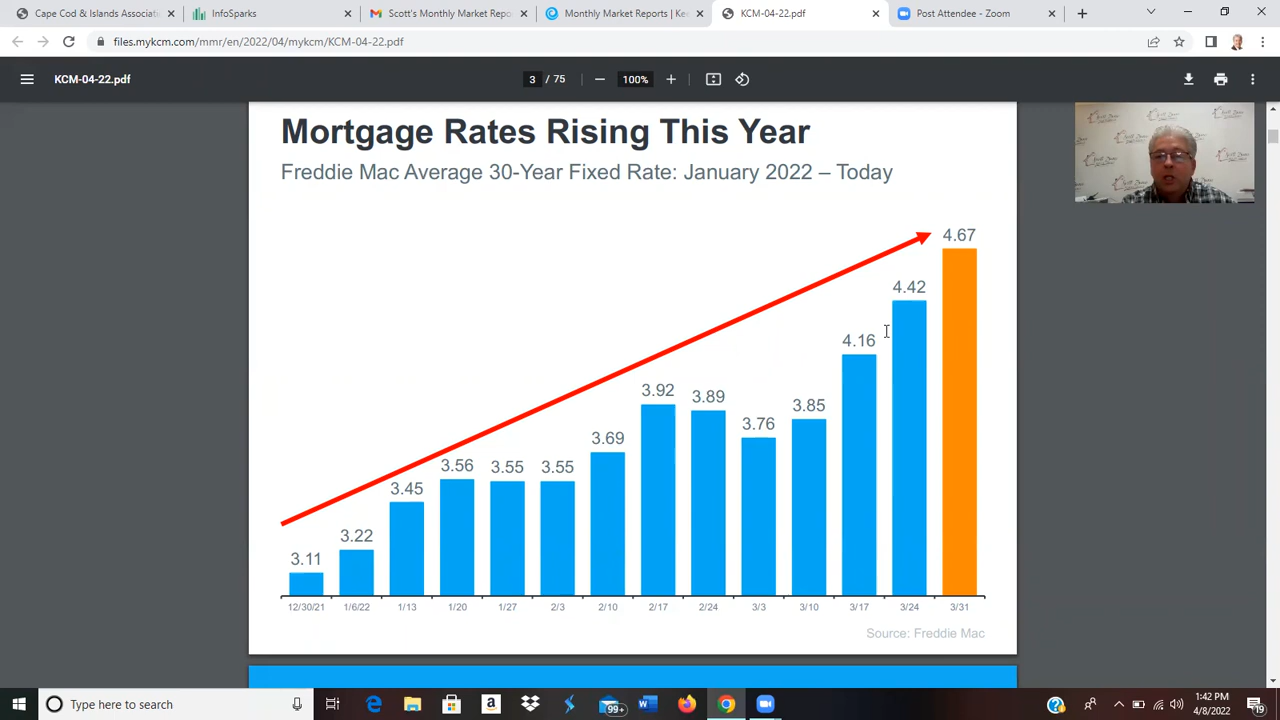 Cape Cod & Islands Associati
InfoSparks
Scott's Monthly Market Repor
Monthly Market Reports | Kee
KCM-04-22.pdf
Post Attendee - Zoom
files.mykcm.com/mmr/en/2022/04/mykcm/KCM-04-22.pdf
KCM-04-22.pdf
3 / 75
100%
Mortgage Rates Rising This Year
Freddie Mac Average 30-Year Fixed Rate: January 2022 – Today
4.67
4.42
4.16
3.92
3.89
3.85
3.76
3.69
3.56
3.55
3.55
3.45
3.22
3.11
12/30/21 1/6/22 1/13 1/20 1/27 2/3 2/10 2/17 2/24 3/3 3/10 3/17 3/24 3/31
Source: Freddie Mac
Type here to search
99+
1:42 PM
4/8/2022
19